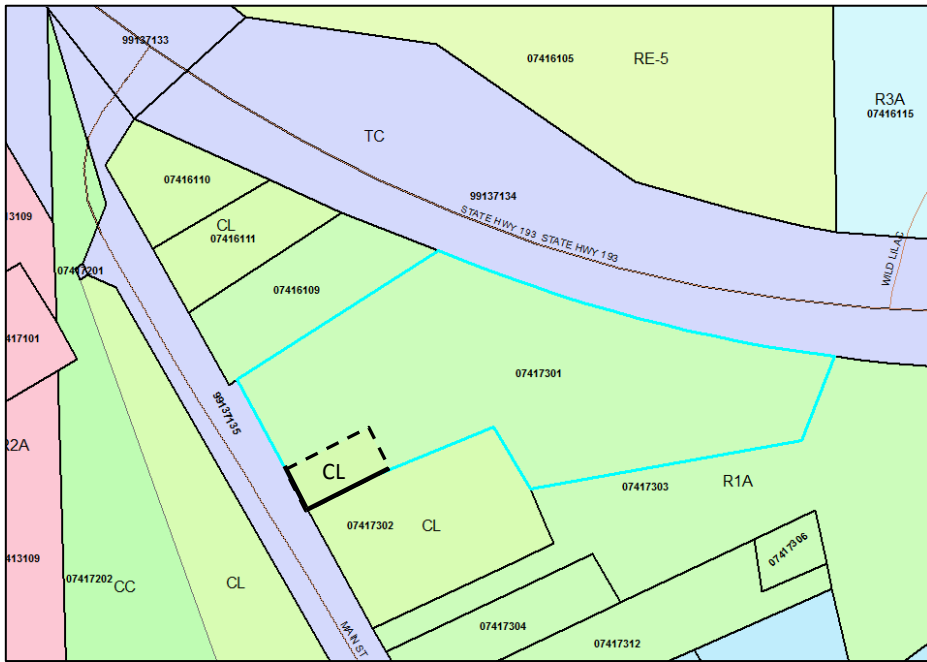 99137133
07416105
RE-5
R3A
07416115
TC
07416110
99137134
CL
07416111
STATE HWY 193 STATE HWY 193
WILD LILAC
07417201
07416109
13109
417101
07417301
99137135
R2A
CL
07417303
R1A
07417302
CL
07417306
413109
07417202
CC
CL
MAIN ST
07417304
07417312